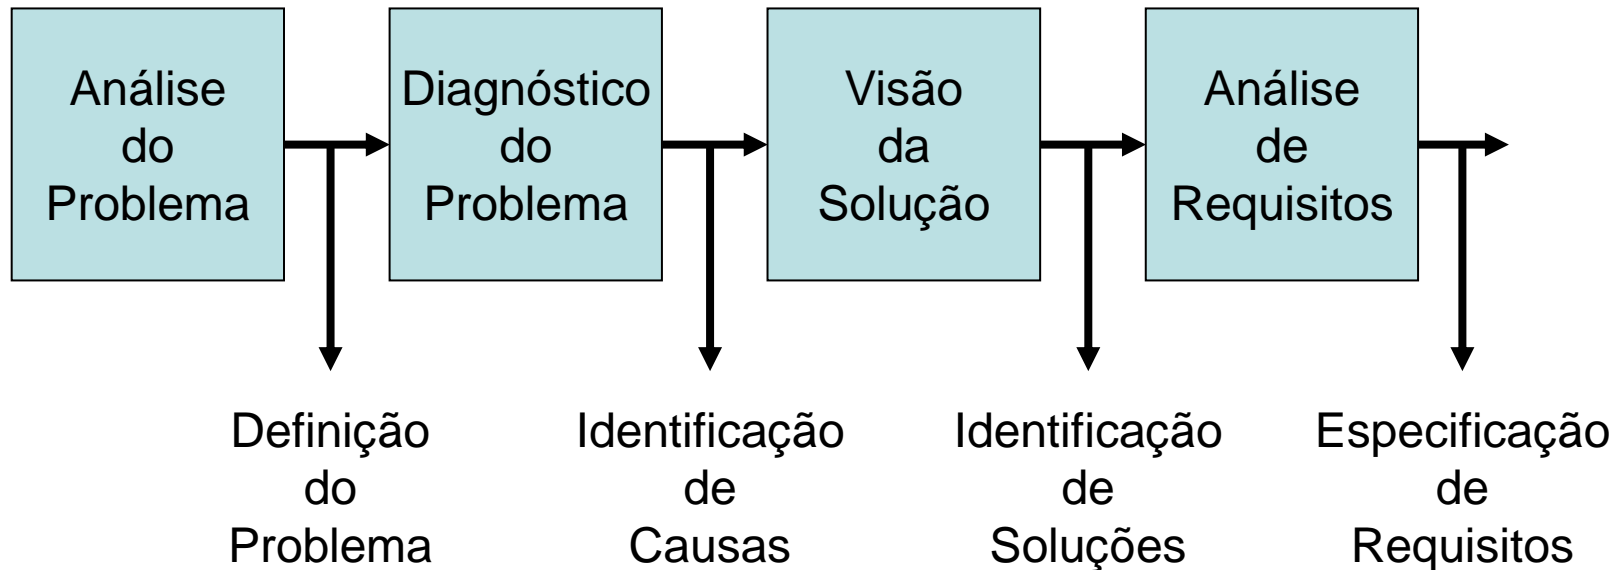 Análise
do
Problema
Diagnóstico
do
Problema
Visão
da
Solução
Análise
de
Requisitos
Definição
do
Problema
Identificação
de
Causas
Identificação
de
Soluções
Especificação
de
Requisitos